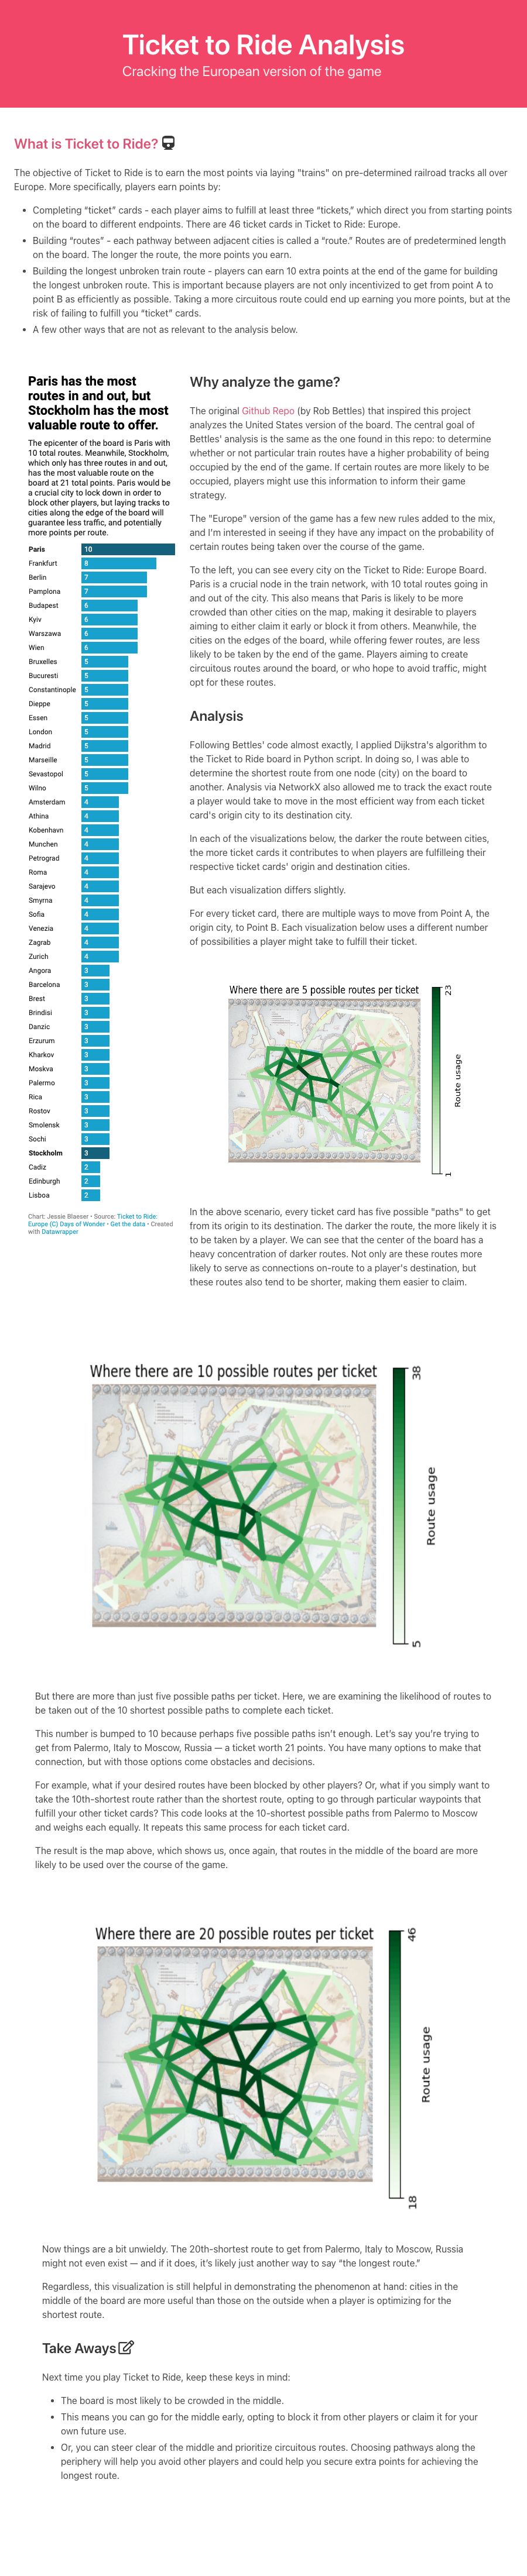 Ticket to Ride Analysis
Cracking the European version of the game
What is Ticket to Ride?
The objective of Ticket to Ride is to earn the most points via laying "trains" on pre-determined railroad tracks all over
Europe. More specifically, players earn points by:
• Completing “ticket” cards - each player aims to fulfill at least three “tickets,” which direct you from starting points
on the board to different endpoints. There are 46 ticket cards in Ticket to Ride: Europe.
• Building “routes” - each pathway between adjacent cities is called a “route.” Routes are of predetermined length
on the board. The longer the route, the more points you earn.
• Building the longest unbroken train route - players can earn 10 extra points at the end of the game for building
the longest unbroken route. This is important because players are not only incentivized to get from point A to
point B as efficiently as possible. Taking a more circuitous route could end up earning you more points, but at the
risk of failing to fulfill you “ticket” cards.
• A few other ways that are not as relevant to the analysis below.
Paris has the most
routes in and out, but
Stockholm has the most
valuable route to offer.
The epicenter of the board is Paris with
10 total routes. Meanwhile, Stockholm,
which only has three routes in and out,
has the most valuable route on the
board at 21 total points. Paris would be
a crucial city to lock down in order to
block other players, but laying tracks to
cities along the edge of the board will
guarantee less traffic, and potentially
more points per route.
Paris 10
Frankfurt 8
Berlin 7
Pamplona 7
Budapest 6
Kyiv 6
Warszawa 6
Wien 6
Bruxelles 5
Bucuresti 5
Constantinople 5
Dieppe 5
Essen 5
London 5
Madrid 5
Marseille 5
Sevastopol 5
Wilno 5
Amsterdam 4
Athina 4
Kobenhavn 4
Munchen 4
Petrograd 4
Roma 4
Sarajevo 4
Smyrna 4
Sofia 4
Venezia 4
Zagrab 4
Zurich 4
Angora 3
Barcelona 3
Brest 3
Brindisi 3
Danzic 3
Erzurum 3
Kharkov 3
Moskva 3
Palermo 3
Rica 3
Rostov 3
Smolensk 3
Sochi 3
Stockholm 3
Cadiz 2
Edinburgh 2
Lisboa 2
Chart: Jessie Blaeser • Source: Ticket to Ride:
Europe (C) Days of Wonder • Get the data • Created
with Datawrapper
Why analyze the game?
The original Github Repo (by Rob Bettles) that inspired this project
analyzes the United States version of the board. The central goal of
Bettles' analysis is the same as the one found in this repo: to determine
whether or not particular train routes have a higher probability of being
occupied by the end of the game. If certain routes are more likely to be
occupied, players might use this information to inform their game
strategy.
The "Europe" version of the game has a few new rules added to the mix,
and I'm interested in seeing if they have any impact on the probability of
certain routes being taken over the course of the game.
To the left, you can see every city on the Ticket to Ride: Europe Board.
Paris is a crucial node in the train network, with 10 total routes going in
and out of the city. This also means that Paris is likely to be more
crowded than other cities on the map, making it desirable to players
aiming to either claim it early or block it from others. Meanwhile, the
cities on the edges of the board, while offering fewer routes, are less
likely to be taken by the end of the game. Players aiming to create
circuitous routes around the board, or who hope to avoid traffic, might
opt for these routes.
Analysis
Following Bettles' code almost exactly, I applied Dijkstra's algorithm to
the Ticket to Ride board in Python script. In doing so, I was able to
determine the shortest route from one node (city) on the board to
another. Analysis via NetworkX also allowed me to track the exact route
a player would take to move in the most efficient way from each ticket
card's origin city to its destination city.
In each of the visualizations below, the darker the route between cities,
the more ticket cards it contributes to when players are fulfilleing their
respective ticket cards' origin and destination cities.
But each visualization differs slightly.
For every ticket card, there are multiple ways to move from Point A, the
origin city, to Point B. Each visualization below uses a different number
of possibilities a player might take to fulfill their ticket.
Where there are 5 possible routes per ticket
23
Route usage
1
In the above scenario, every ticket card has five possible "paths" to get
from its origin to its destination. The darker the route, the more likely it is
to be taken by a player. We can see that the center of the board has a
heavy concentration of darker routes. Not only are these routes more
likely to serve as connections on-route to a player's destination, but
these routes also tend to be shorter, making them easier to claim.
Where there are 10 possible routes per ticket
38
Route usage
5
But there are more than just five possible paths per ticket. Here, we are examining the likelihood of routes to
be taken out of the 10 shortest possible paths to complete each ticket.
This number is bumped to 10 because perhaps five possible paths isn't enough. Let's say you're trying to
get from Palermo, Italy to Moscow, Russia — a ticket worth 21 points. You have many options to make that
connection, but with those options come obstacles and decisions.
For example, what if your desired routes have been blocked by other players? Or, what if you simply want to
take the 10th-shortest route rather than the shortest route, opting to go through particular waypoints that
fulfill your other ticket cards? This code looks at the 10-shortest possible paths from Palermo to Moscow
and weighs each equally. It repeats this same process for each ticket card.
The result is the map above, which shows us, once again, that routes in the middle of the board are more
likely to be used over the course of the game.
Where there are 20 possible routes per ticket
46
Route usage
18
Now things are a bit unwieldy. The 20th-shortest route to get from Palermo, Italy to Moscow, Russia
might not even exist — and if it does, it's likely just another way to say “the longest route.”
Regardless, this visualization is still helpful in demonstrating the phenomenon at hand: cities in the
middle of the board are more useful than those on the outside when a player is optimizing for the
shortest route.
Take Aways
Next time you play Ticket to Ride, keep these keys in mind:
• The board is most likely to be crowded in the middle.
• This means you can go for the middle early, opting to block it from other players or claim it for your
own future use.
• Or, you can steer clear of the middle and prioritize circuitous routes. Choosing pathways along the
periphery will help you avoid other players and could help you secure extra points for achieving the
longest route.